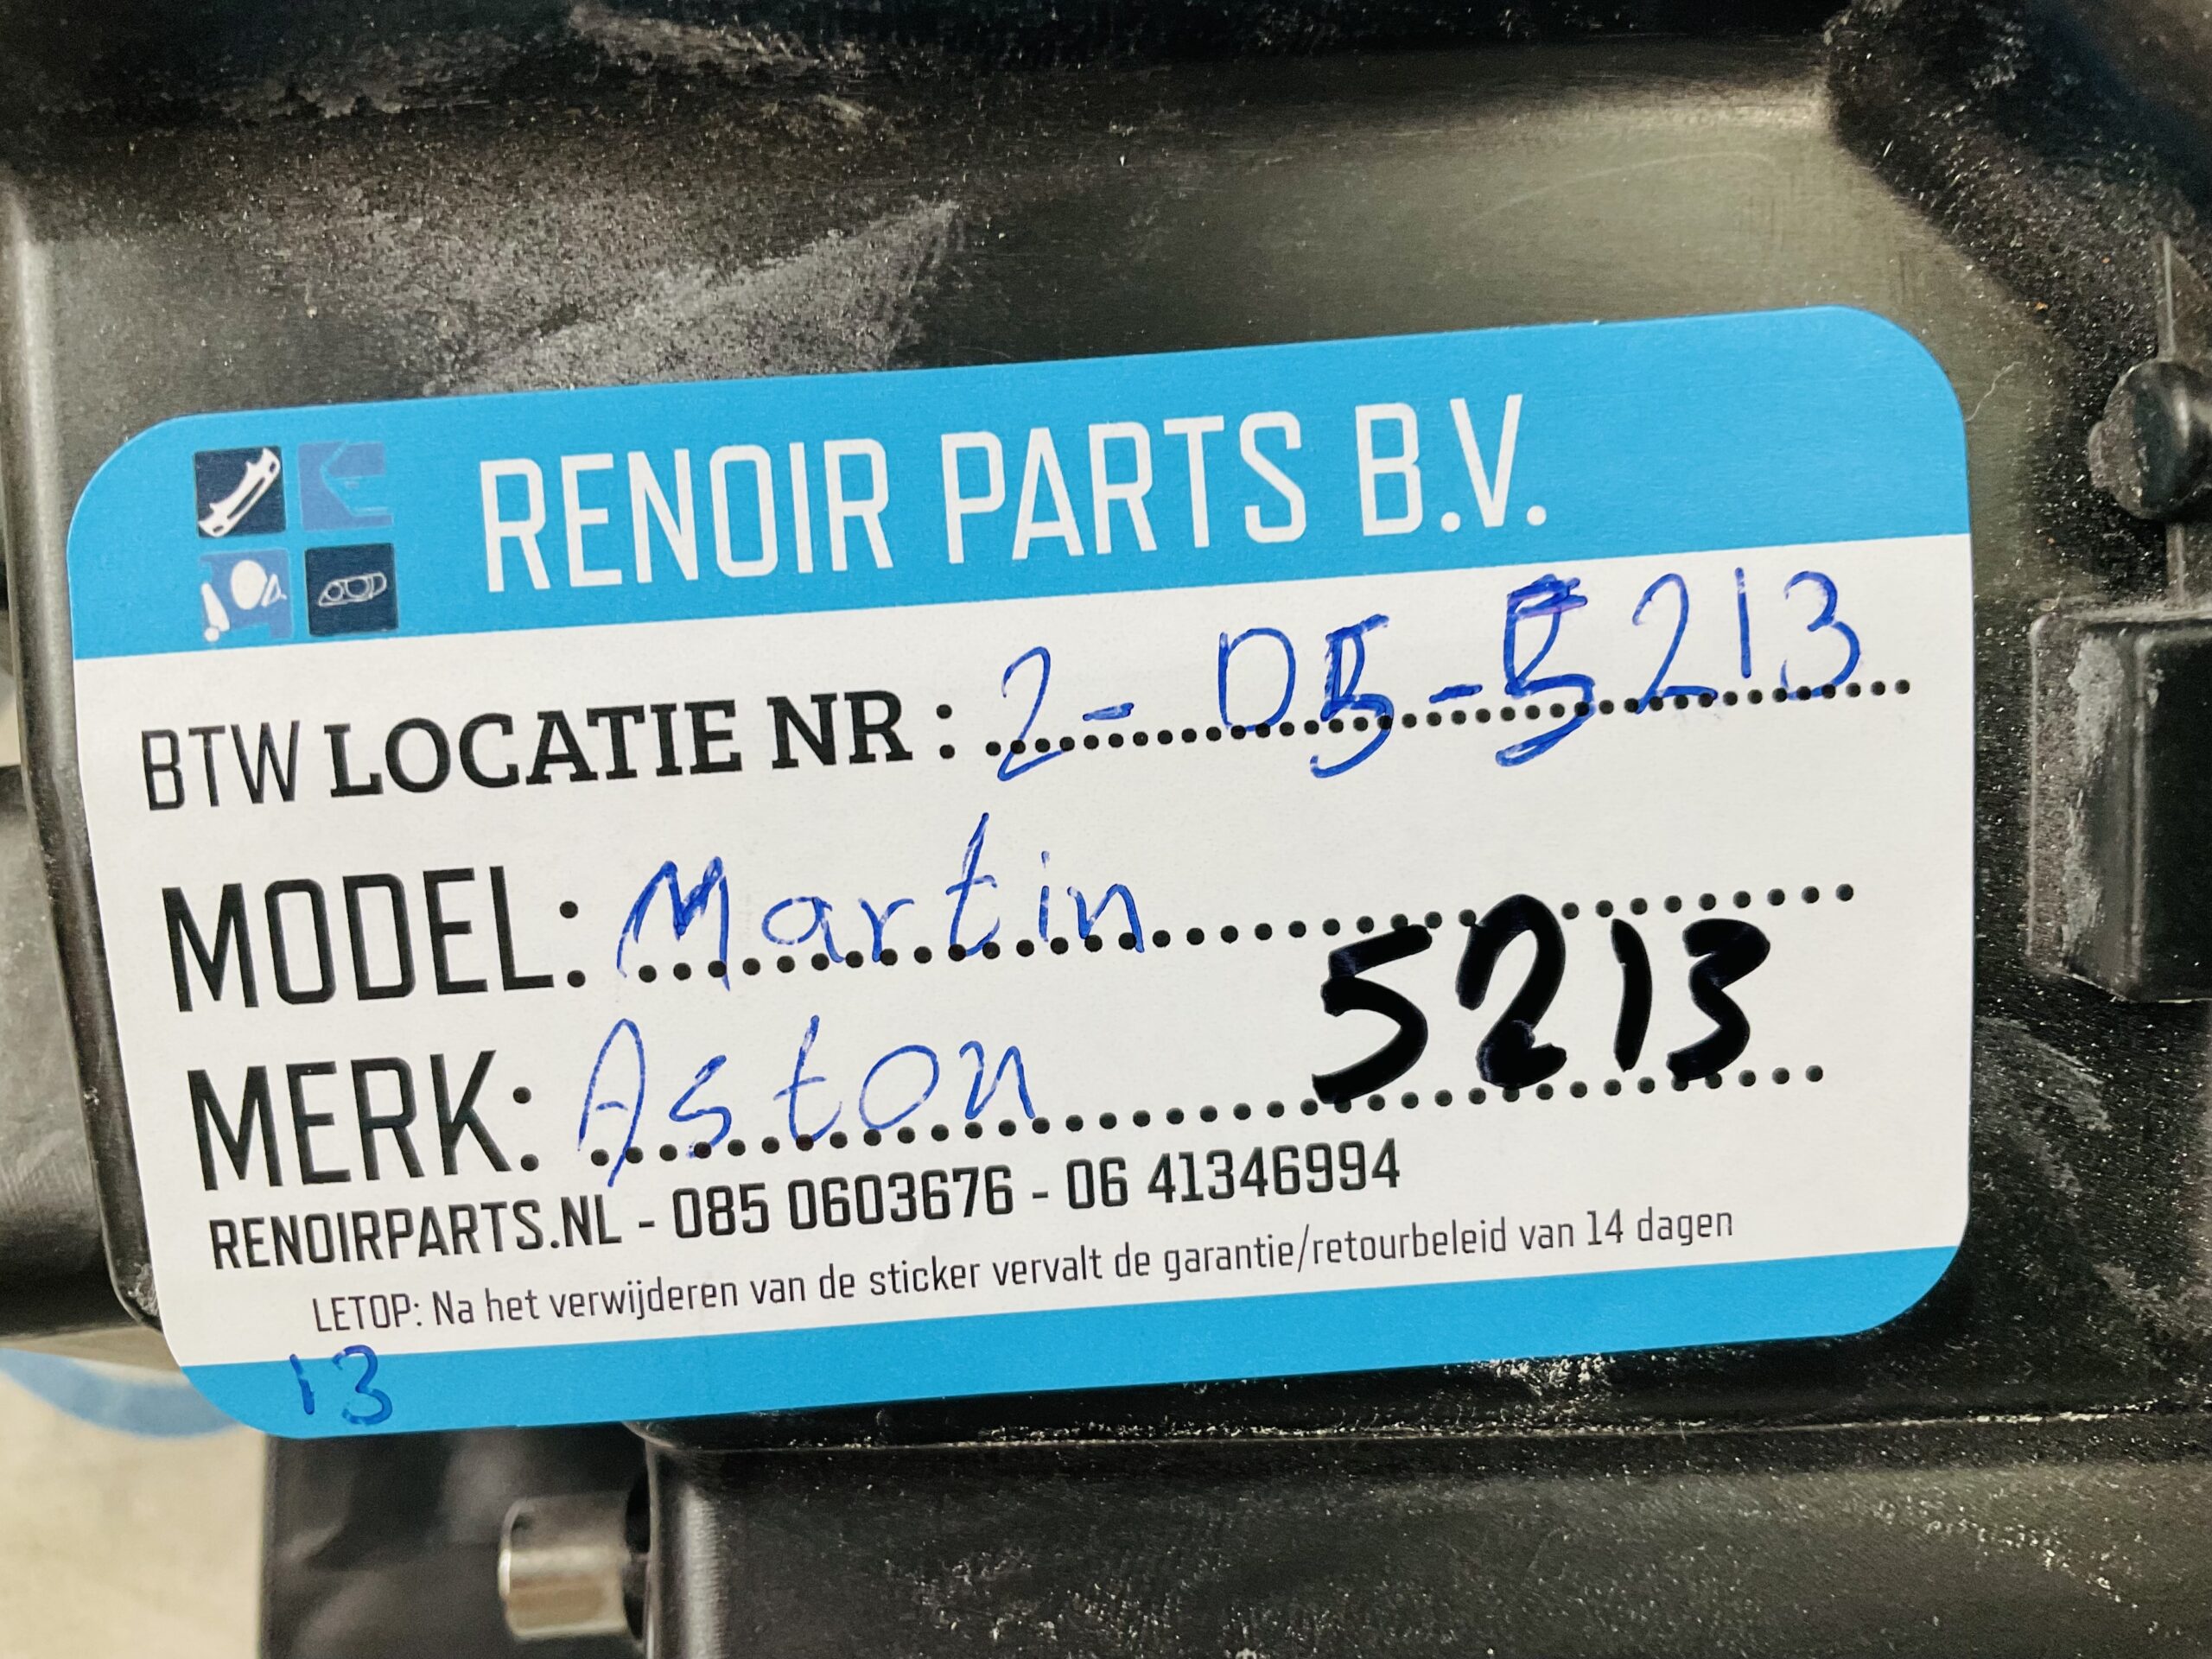 RENOIR PARTS B.V.
BTW LOCATIE NR : 2-05-5213
MODEL: Martin
5213
MERK: Aston
RENOIRPARTS.NL - 085 0603676 - 06 41346994
LETOP: Na het verwijderen van de sticker vervalt de garantie/retourbeleid van 14 dagen
13